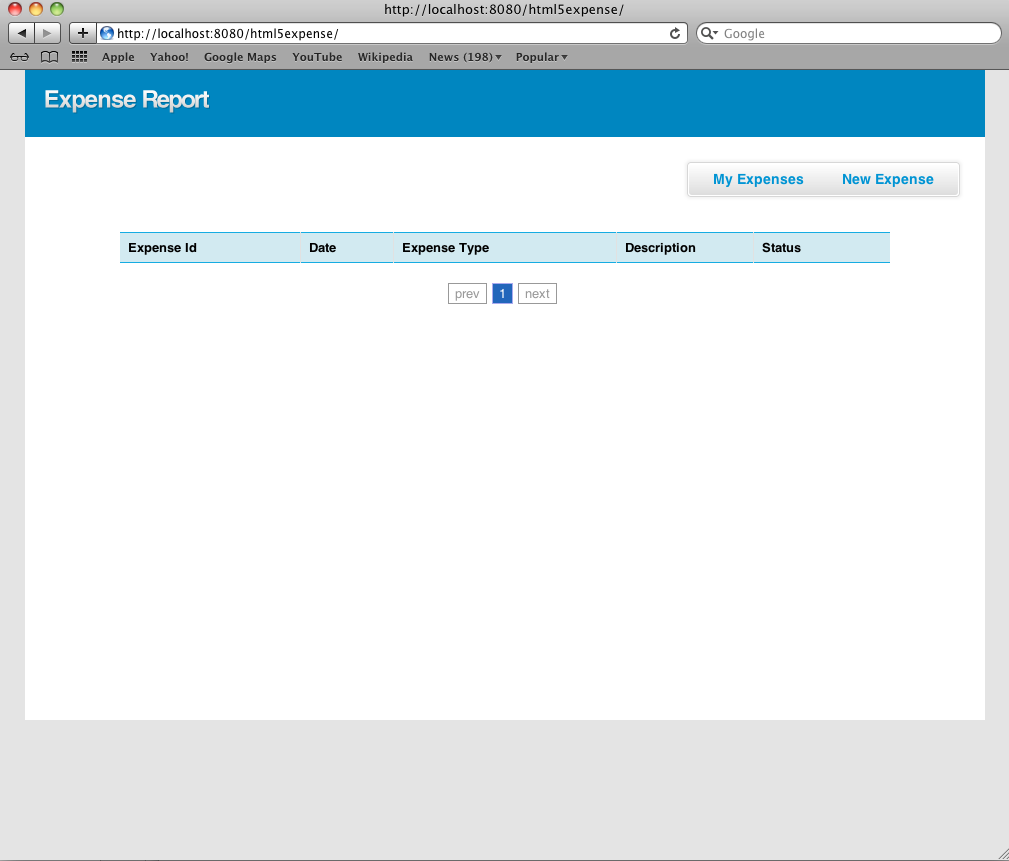 http://localhost:8080/html5expense/
http://localhost:8080/html5expense/ Google
Apple Yahoo! Google Maps YouTube Wikipedia News (198) Popular
Expense Report
My Expenses New Expense
Expense Id Date Expense Type Description Status
prev 1 next